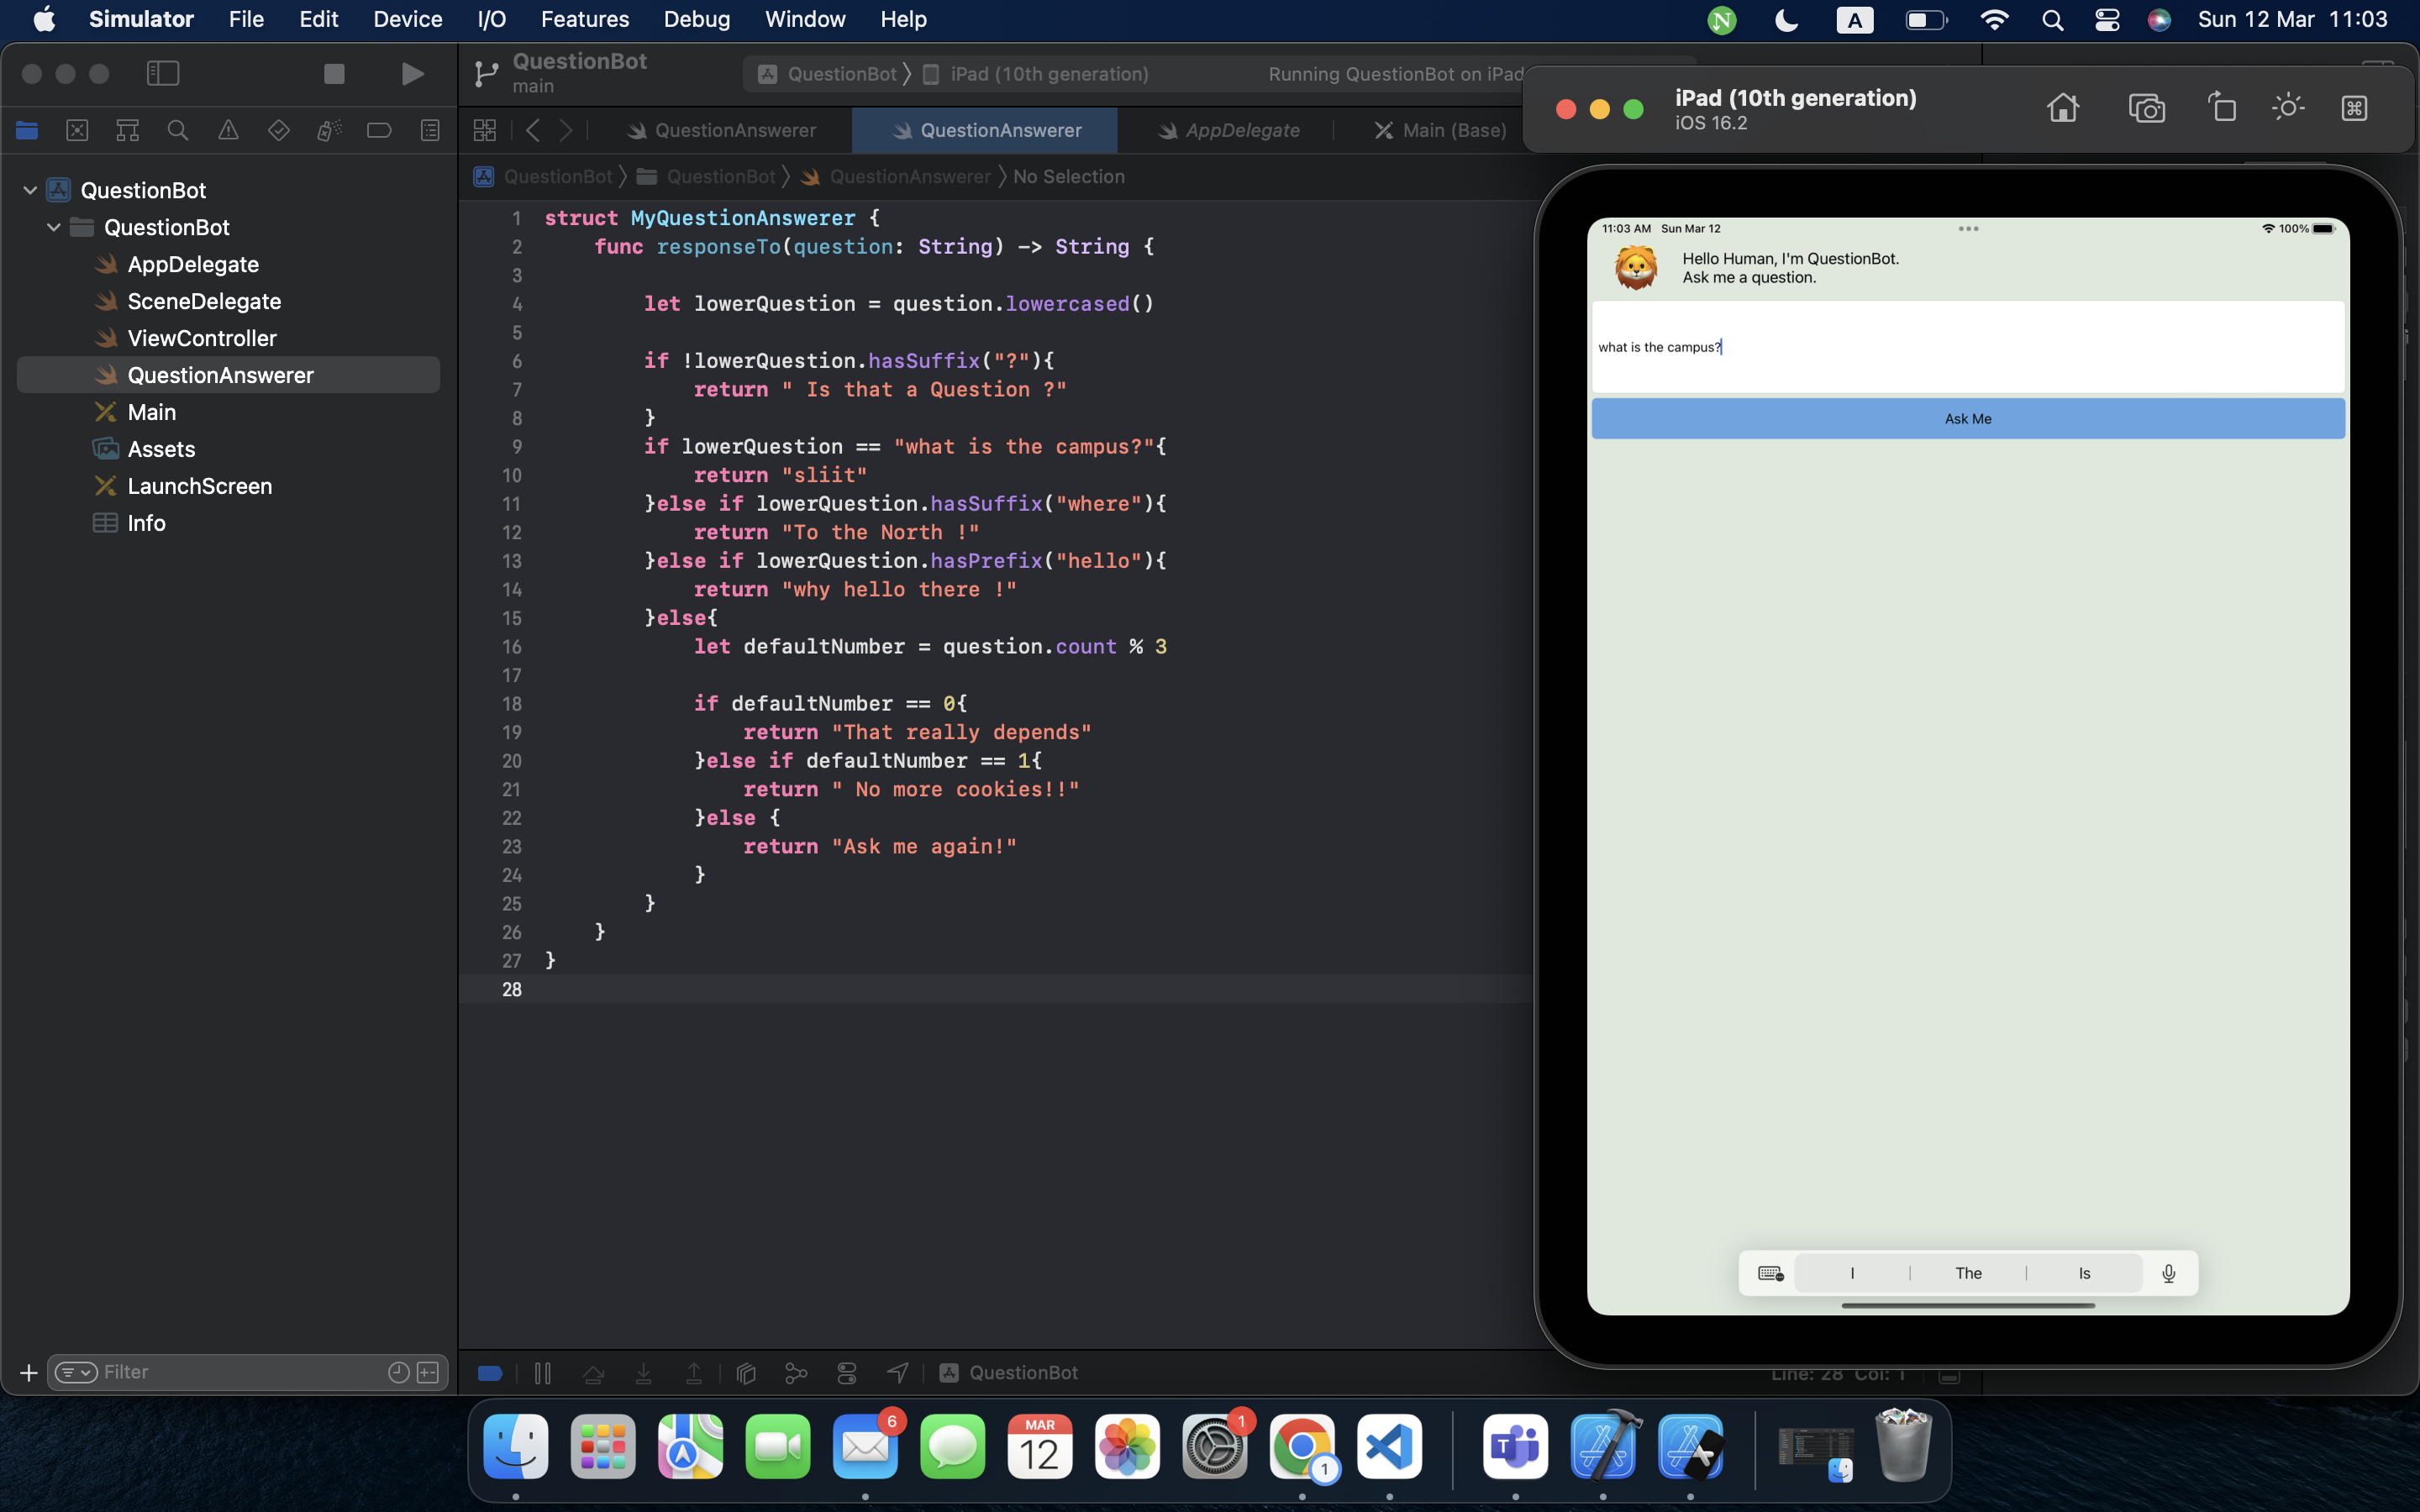 Simulator File Edit Device I/O Features Debug Window Help
N A Sun 12 Mar 11:03
QuestionBot
main
QuestionBot iPad (10th generation)
Running QuestionBot on iPad
iPad (10th generation)
iOS 16.2
QuestionAnswerer QuestionAnswerer AppDelegate Main (Base)
QuestionBot QuestionBot QuestionAnswerer No Selection
QuestionBot
QuestionBot
AppDelegate
SceneDelegate
ViewController
QuestionAnswerer
Main
Assets
LaunchScreen
Info
Filter
1 struct MyQuestionAnswerer {
2 func responseTo(question: String) -> String {
3
4 let lowerQuestion = question.lowercased()
5
6 if !lowerQuestion.hasSuffix("?"){
7 return " Is that a Question ?"
8 }
9 if lowerQuestion == "what is the campus?"{
10 return "sliit"
11 }else if lowerQuestion.hasSuffix("where"){
12 return "To the North !"
13 }else if lowerQuestion.hasPrefix("hello"){
14 return "why hello there !"
15 }else{
16 let defaultNumber = question.count % 3
17
18 if defaultNumber == 0{
19 return "That really depends"
20 }else if defaultNumber == 1{
21 return " No more cookies!!"
22 }else {
23 return "Ask me again!"
24 }
25 }
26 }
27 }
28
QuestionBot
Line: 28 Col: 1
11:03 AM Sun Mar 12
100%
Hello Human, I'm QuestionBot.
Ask me a question.
what is the campus?
Ask Me
I The Is
6
MAR
12
1
1
T